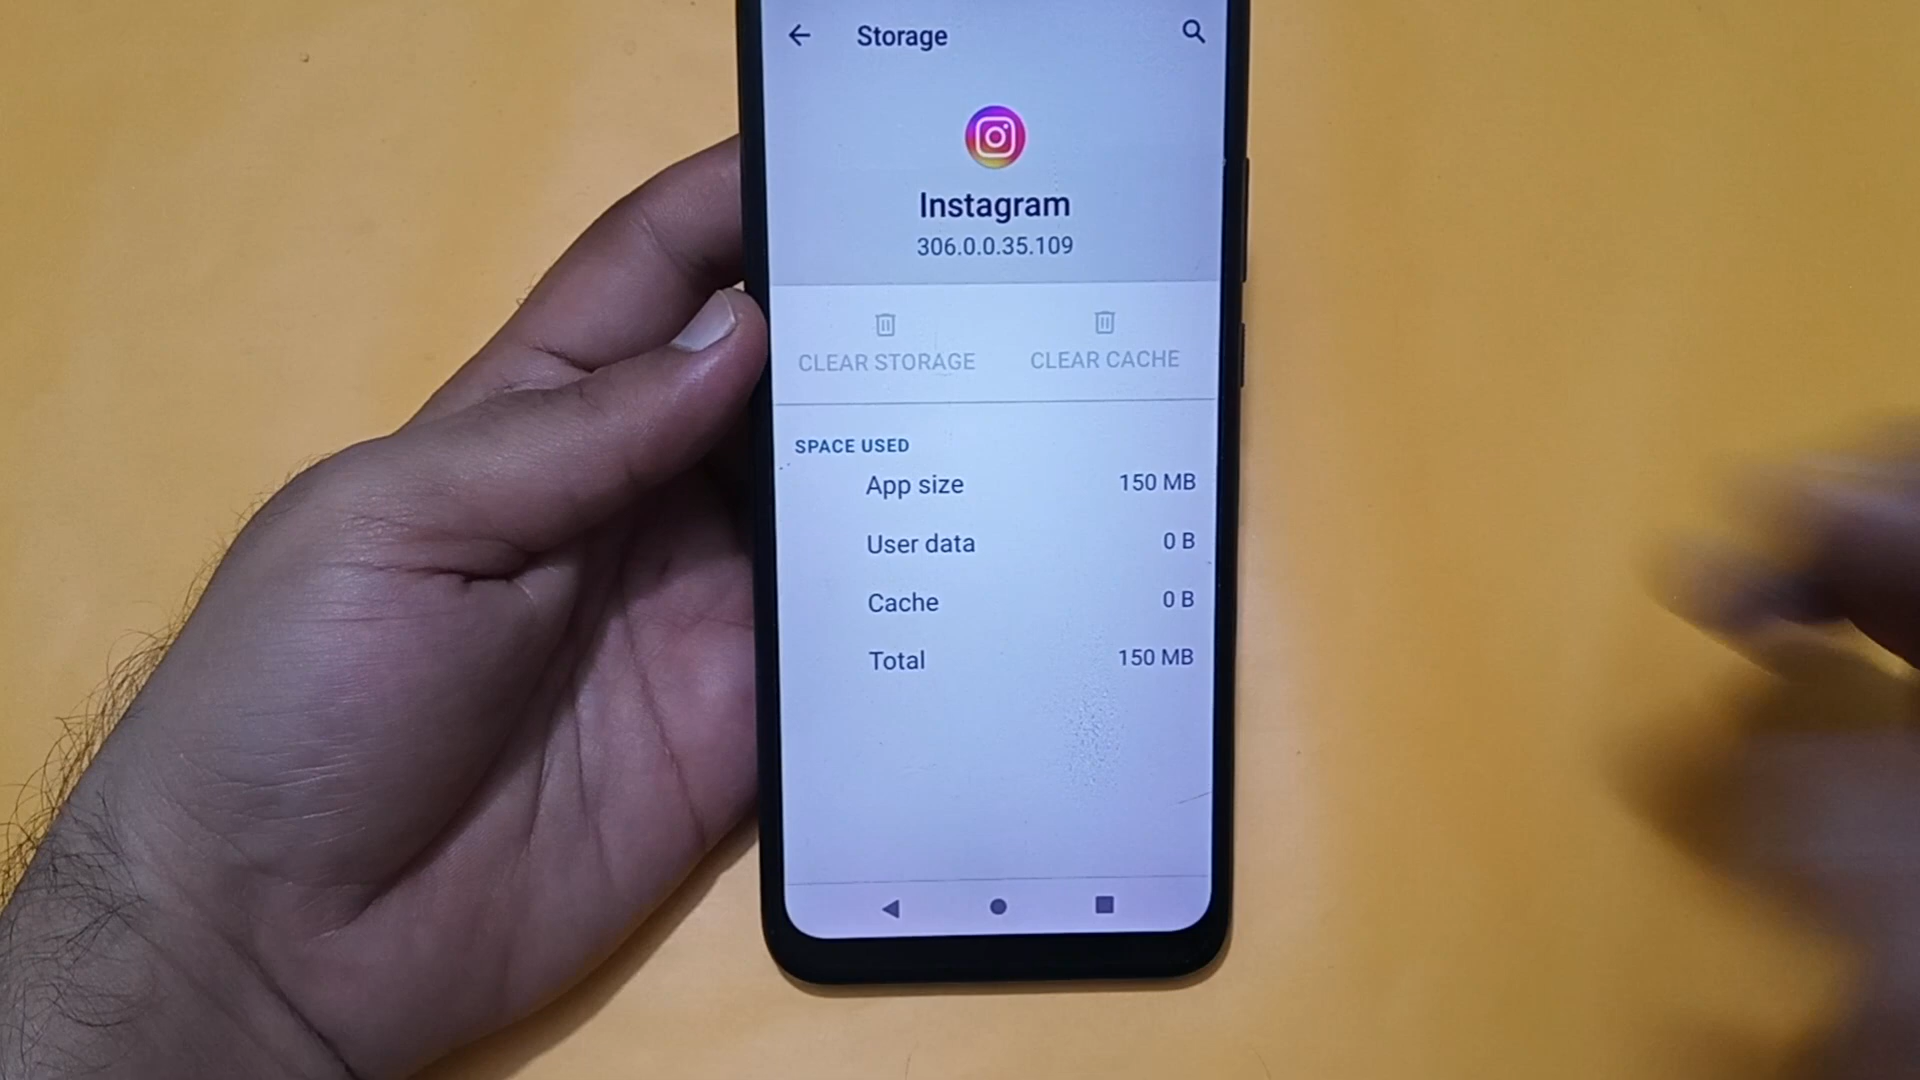 Storage
Instagram
306.0.0.35.109
CLEAR STORAGE CLEAR CACHE
SPACE USED
App size 150 MB
User data 0 B
Cache 0 B
Total 150 MB